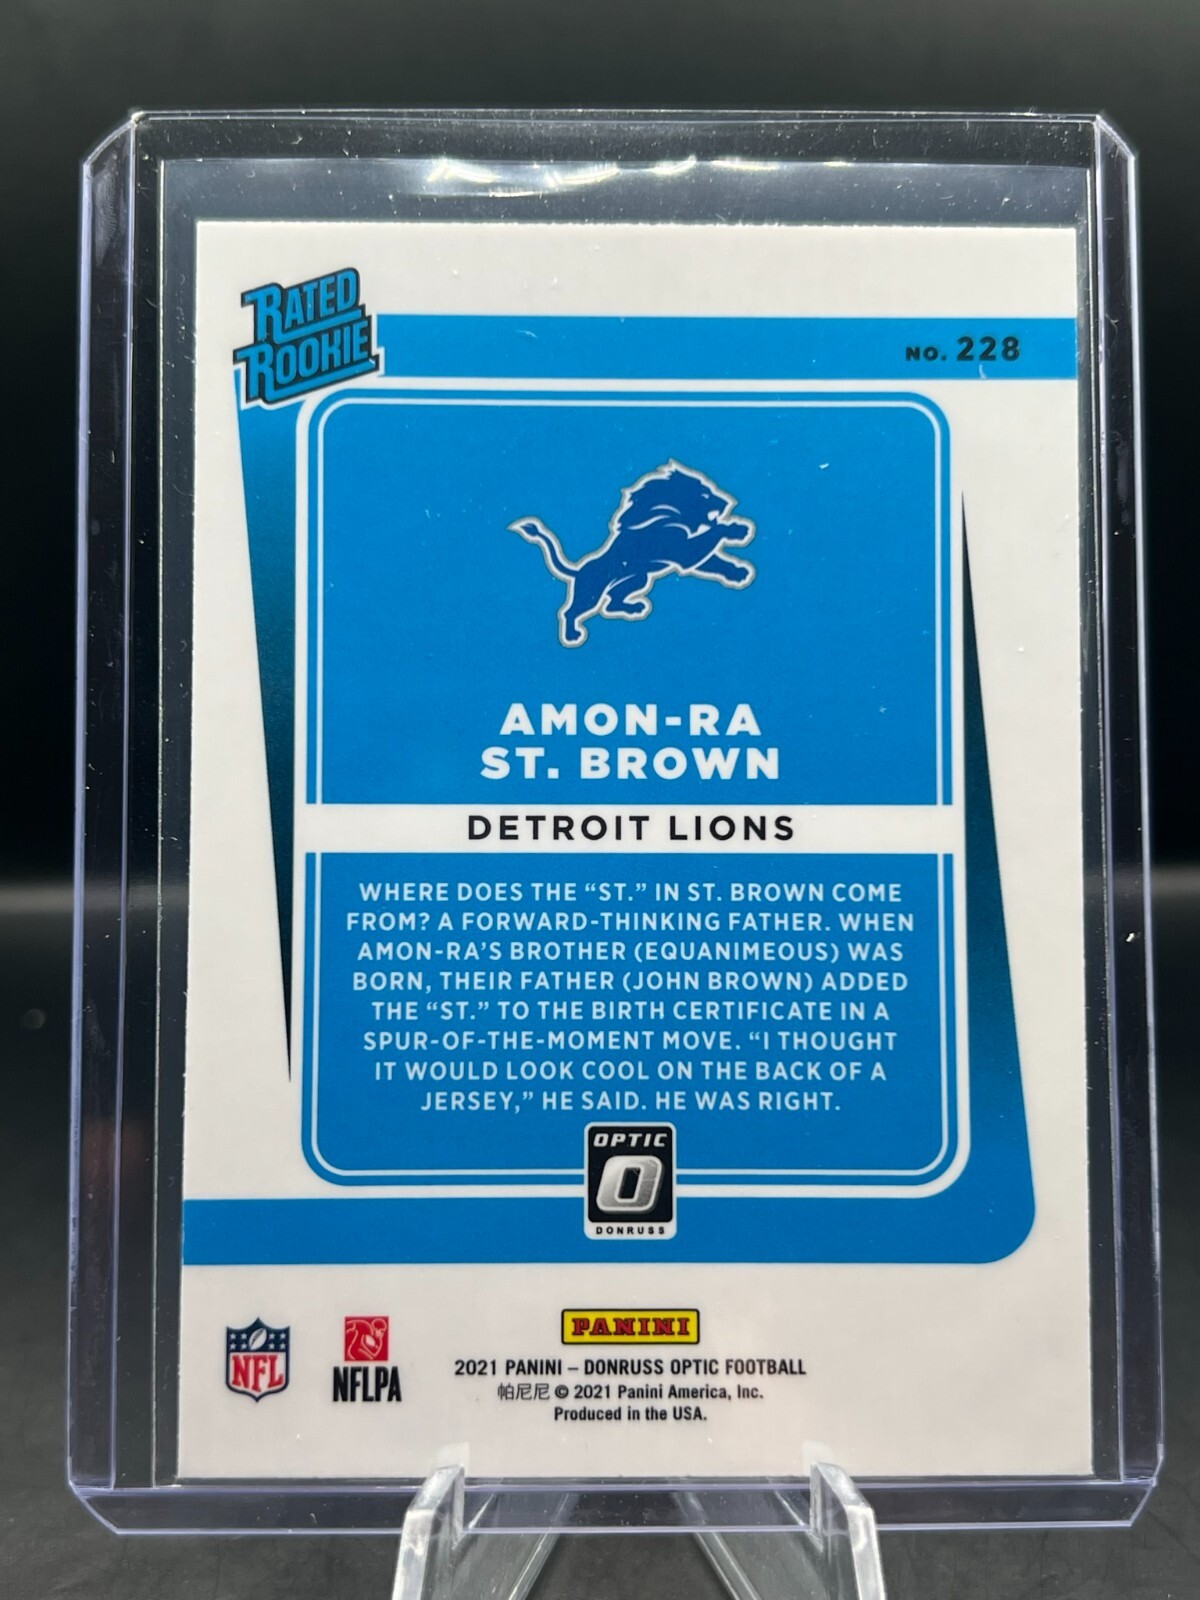 RATED
ROOKIE
NO. 228
AMON-RA
ST. BROWN
DETROIT LIONS
WHERE DOES THE “ST.” IN ST. BROWN COME
FROM? A FORWARD-THINKING FATHER. WHEN
AMON-RA’S BROTHER (EQUANIMEOUS) WAS
BORN, THEIR FATHER (JOHN BROWN) ADDED
THE “ST.” TO THE BIRTH CERTIFICATE IN A
SPUR-OF-THE-MOMENT MOVE. “I THOUGHT
IT WOULD LOOK COOL ON THE BACK OF A
JERSEY,” HE SAID. HE WAS RIGHT.
OPTIC
O
DONRUSS
NFL
NFLPA
PANINI
2021 PANINI – DONRUSS OPTIC FOOTBALL
帕尼尼 © 2021 Panini America, Inc.
Produced in the USA.